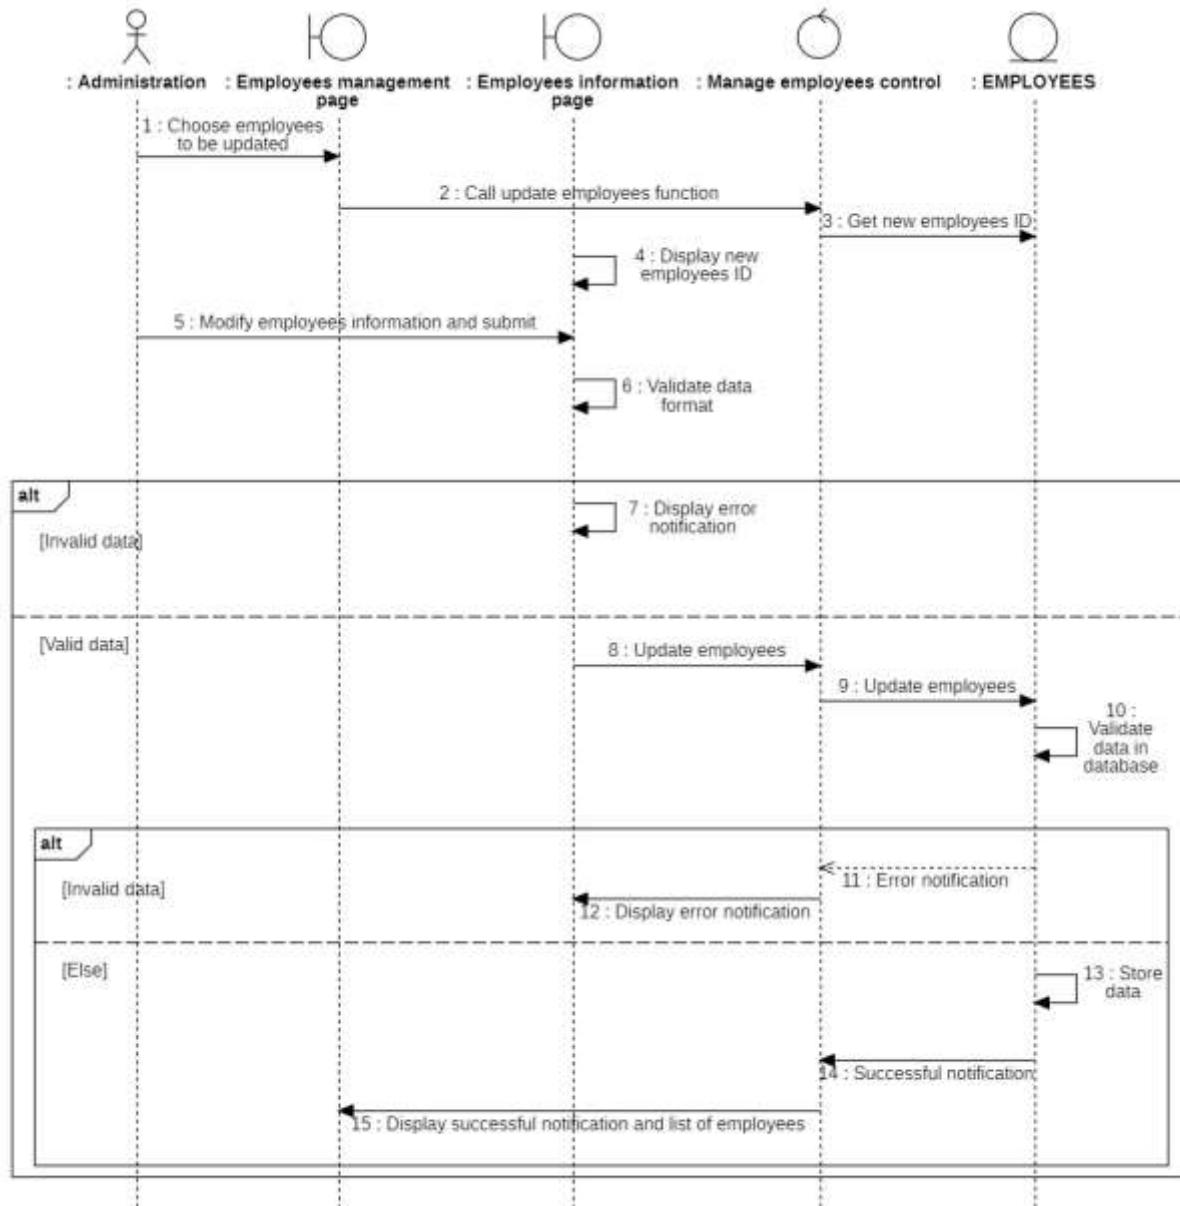 : Administration
: Employees management
page
: Employees information
page
: Manage employees control
: EMPLOYEES
1 : Choose employees
to be updated
2 : Call update employees function
3 : Get new employees ID
4 : Display new
employees ID
5 : Modify employees information and submit
6 : Validate data
format
alt
7 : Display error
notification
[Invalid data]
[Valid data]
8 : Update employees
9 : Update employees
10 :
Validate
data in
database
alt
11 : Error notification
[Invalid data]
12 : Display error notification
[Else]
13 : Store
data
14 : Successful notification
15 : Display successful notification and list of employees